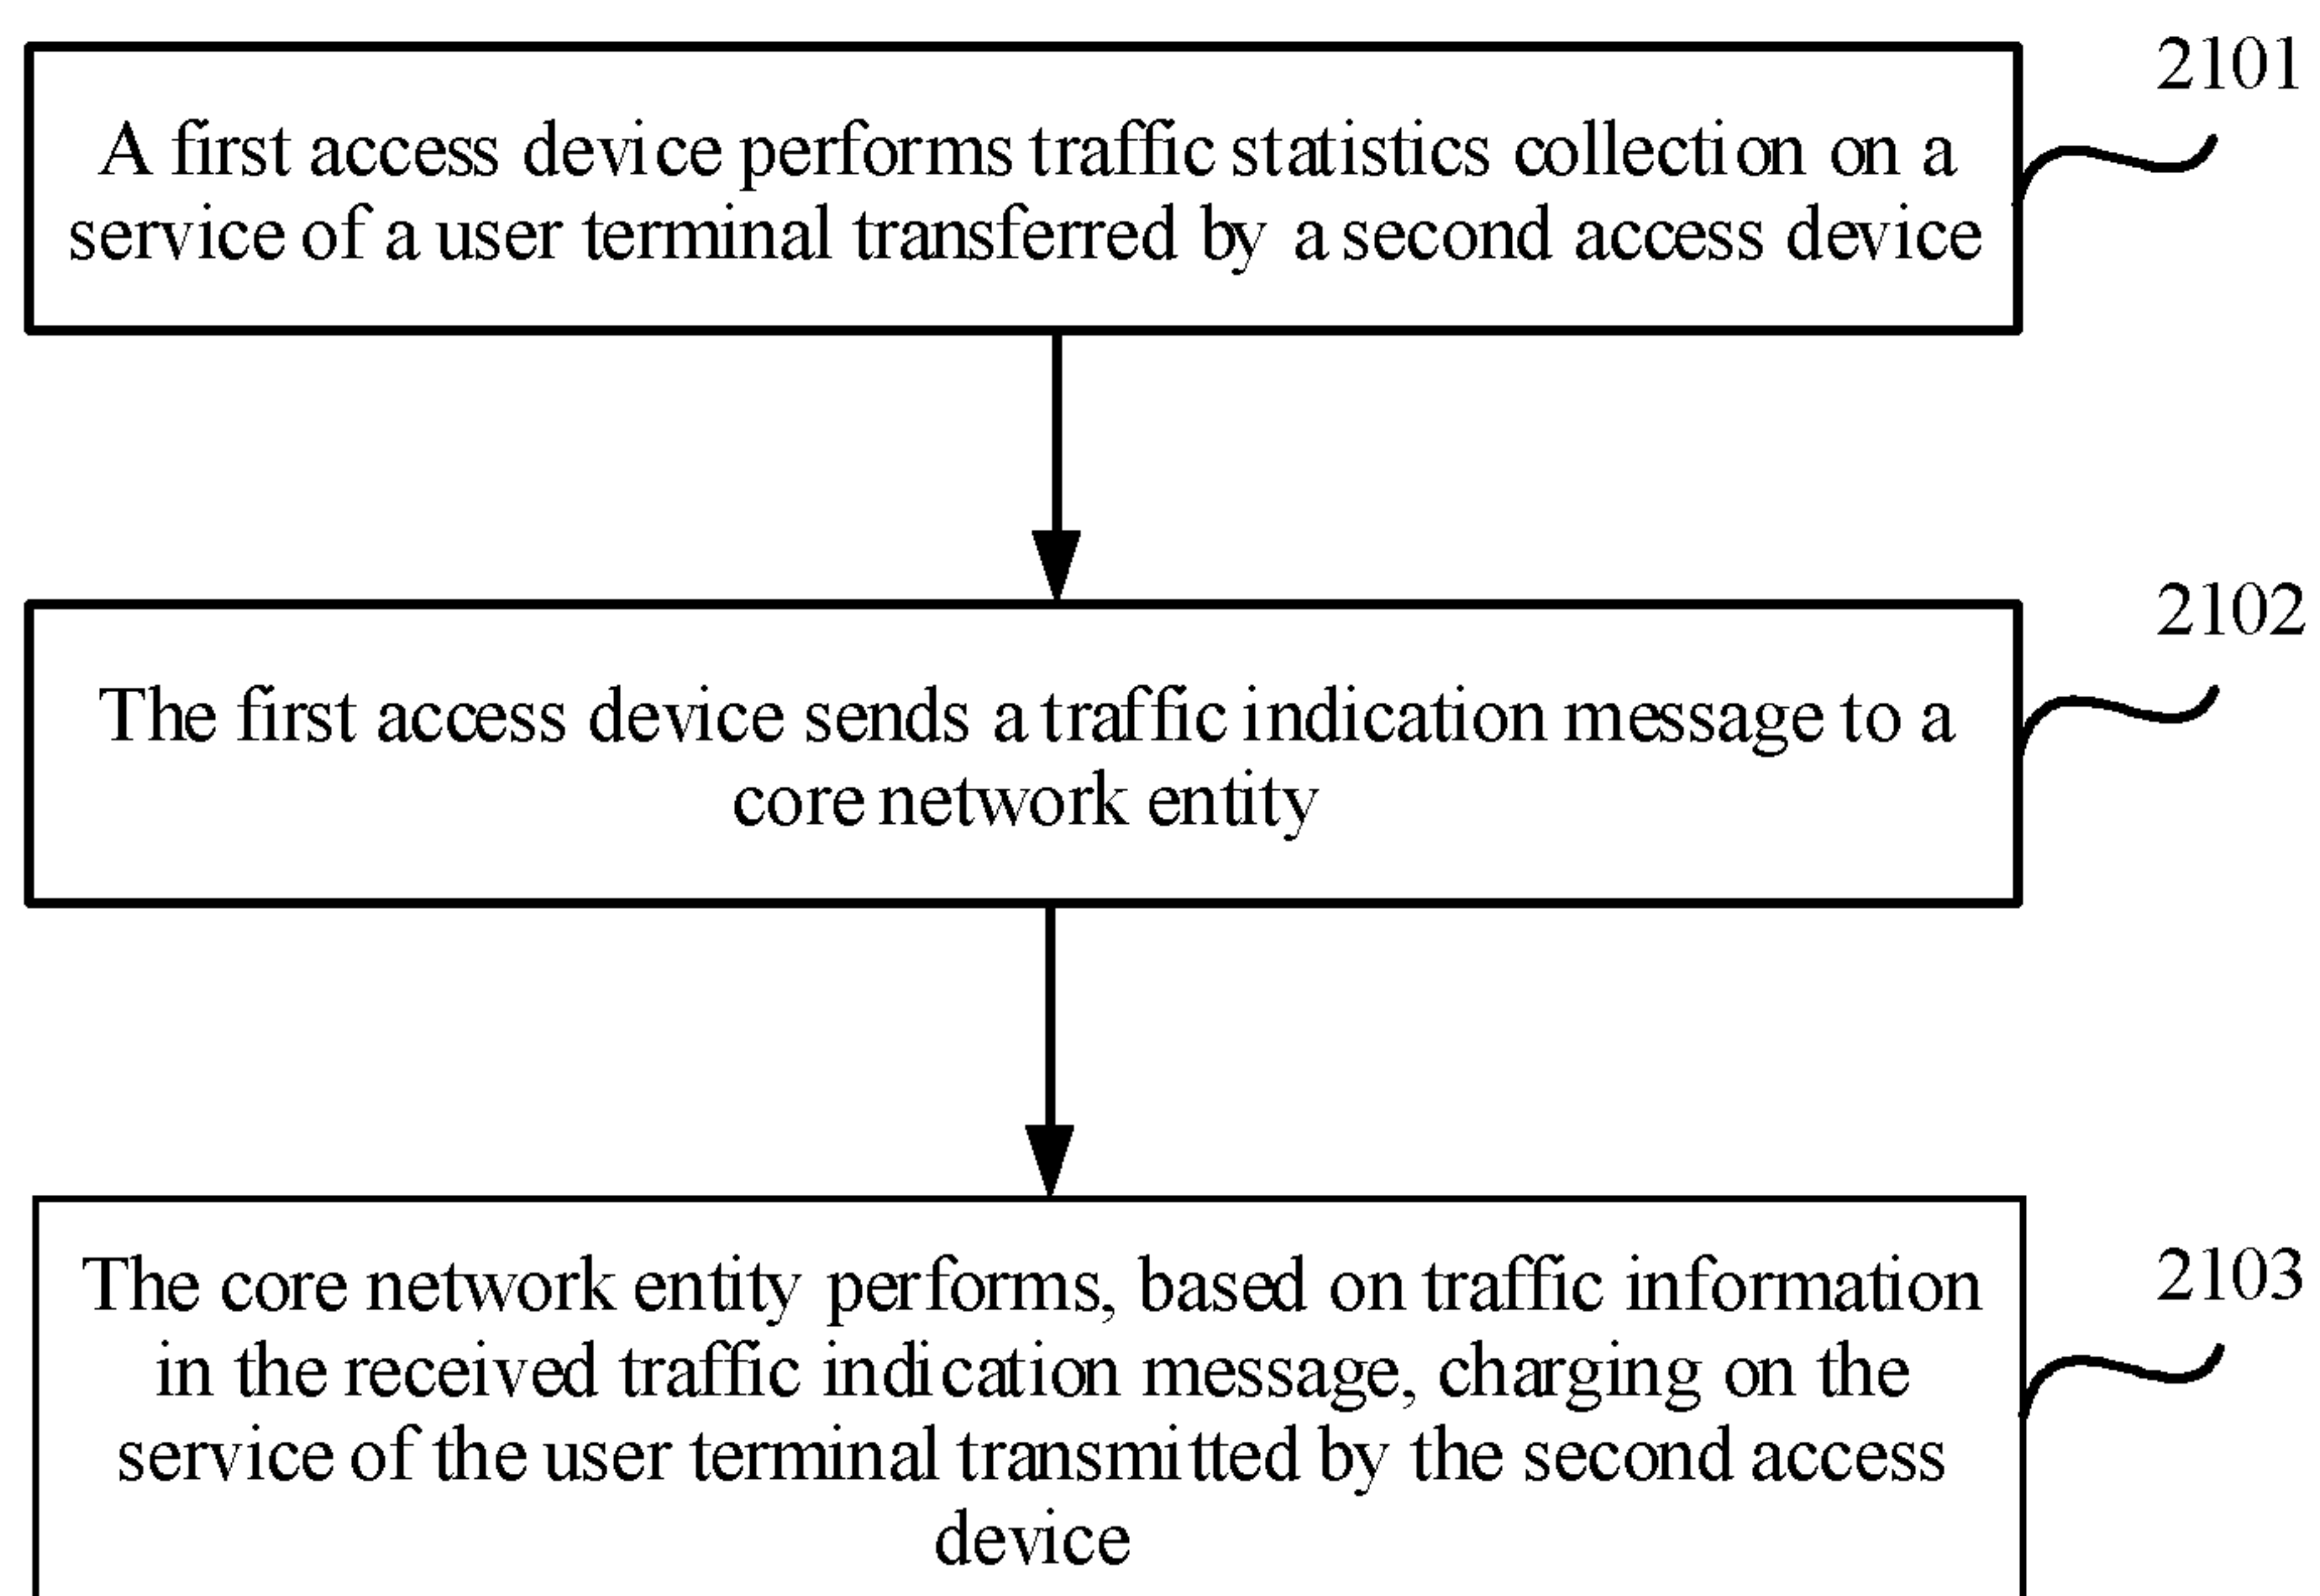 2101
A first access device performs traffic statistics collection on a
service of a user terminal transferred by a second access device
2102
The first access device sends a traffic indication message to a
core network entity
2103
The core network entity performs, based on traffic information
in the received traffic indication message, charging on the
service of the user terminal transmitted by the second access
device